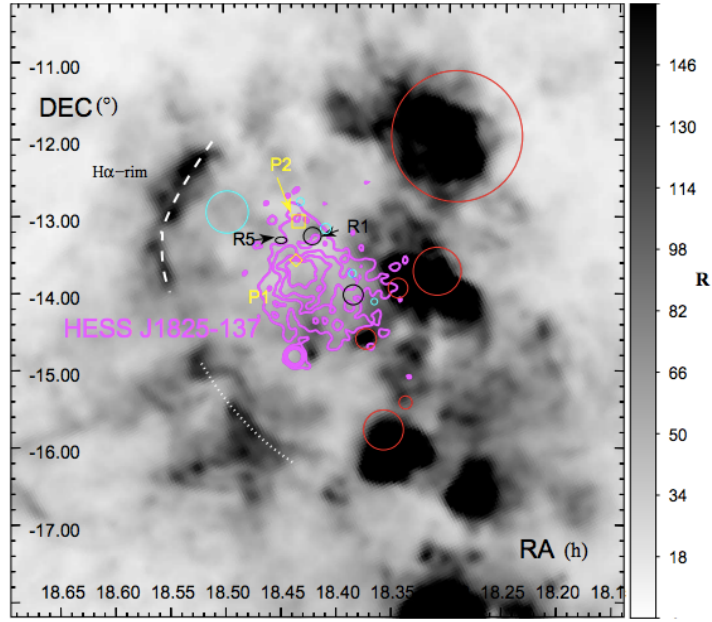 -11.00
146
DEC (°)
130
-12.00
P2
Hα-rim
114
-13.00
R5
R1
98
R
-14.00
P1
82
HESS J1825-137
-15.00
66
50
-16.00
34
-17.00
RA (h)
18
18.65 18.60 18.55 18.50 18.45 18.40 18.35 18.25 18.20